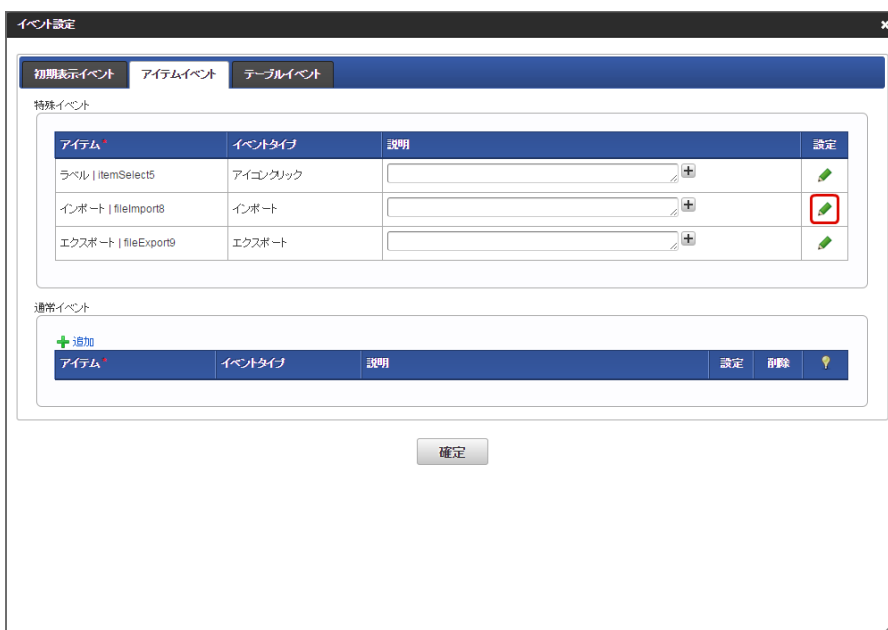 イベント設定
初期表示イベント アイテムイベント テーブルイベント
特殊イベント
アイテム* イベントタイプ 説明 設定
ラベル | itemSelect5 アイコンクリック
インポート | fileImport8 インポート
エクスポート | fileExport9 エクスポート
通常イベント
追加
アイテム* イベントタイプ 説明 設定 削除
確定